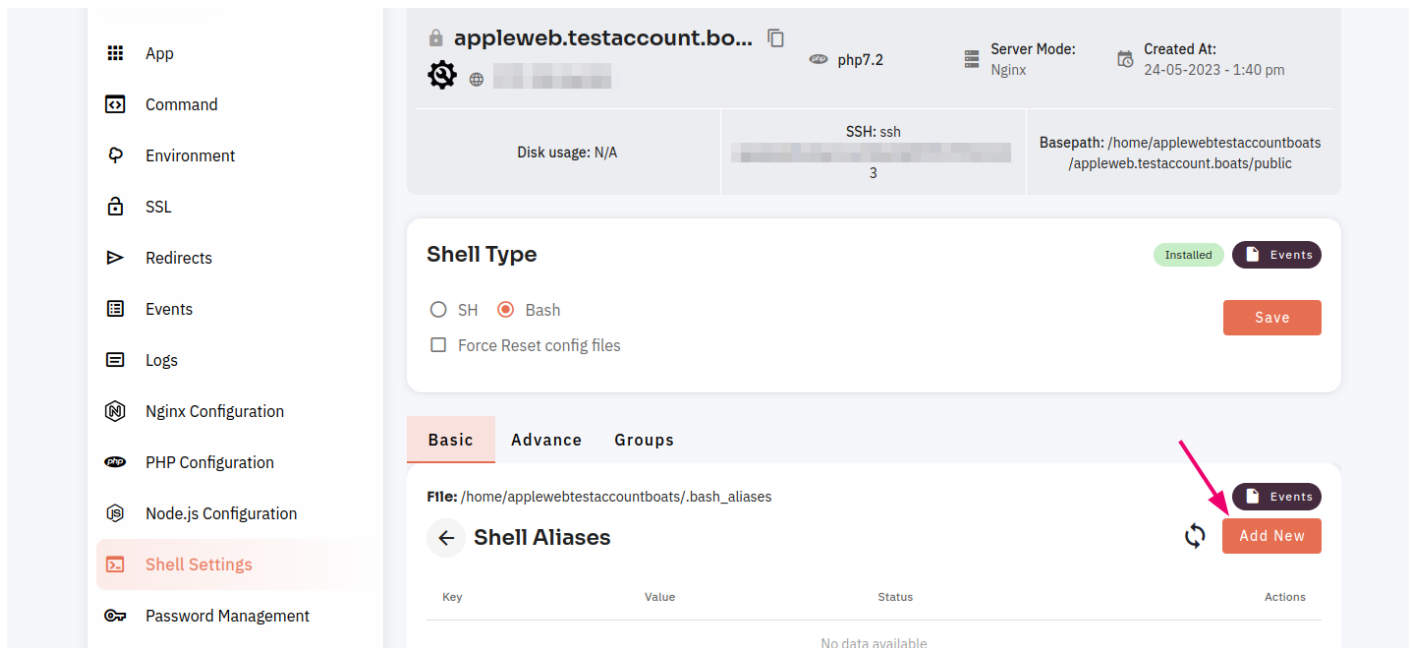 App
Command
Environment
SSL
Redirects
Events
Logs
Nginx Configuration
PHP Configuration
Node.js Configuration
Shell Settings
Password Management
appleweb.testaccount.bo...
php php7.2
Server Mode:
Nginx
Created At:
24-05-2023 - 1:40 pm
Disk usage: N/A
SSH: ssh
3
Basepath: /home/applewebtestaccountboats
/appleweb.testaccount.boats/public
Shell Type
Installed
Events
SH
Bash
Save
Force Reset config files
Basic
Advance
Groups
File: /home/applewebtestaccountboats/.bash_aliases
Events
Shell Aliases
Add New
Key
Value
Status
Actions
No data available